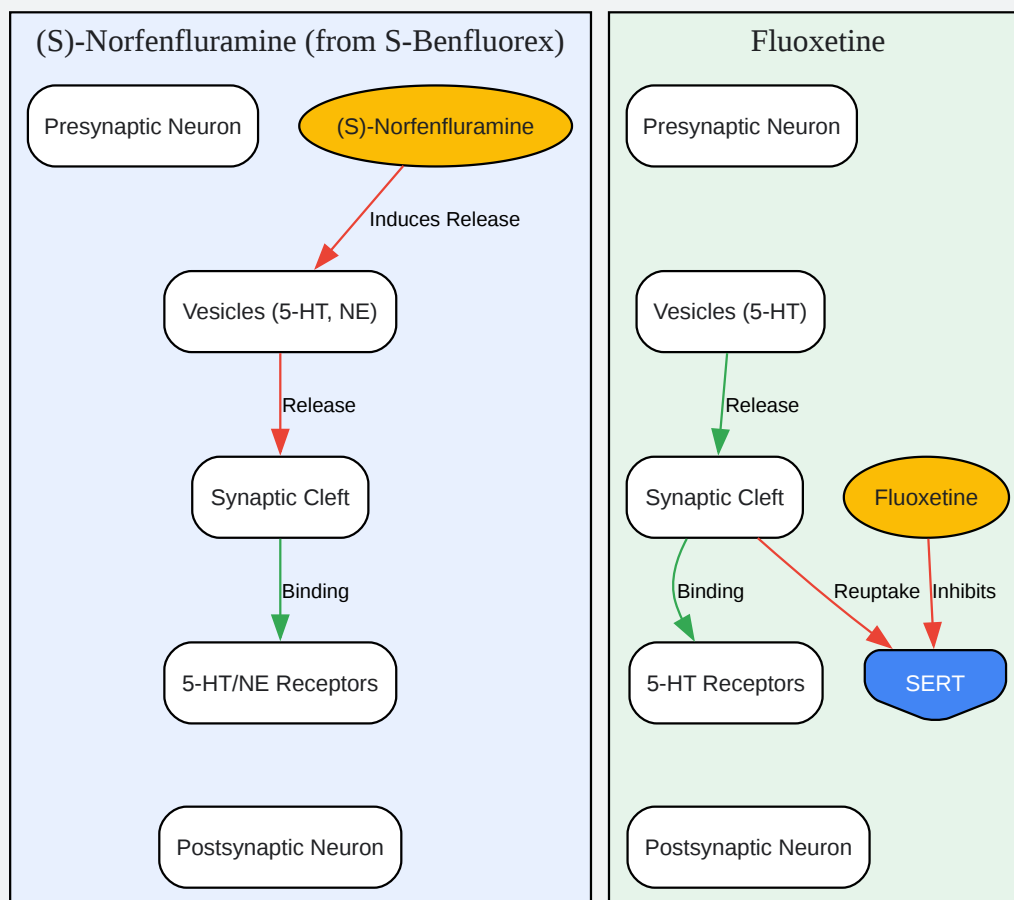 (S)-Norfenfluramine (from S-Benfluorex)
Presynaptic Neuron
(S)-Norfenfluramine
Induces Release
Vesicles (5-HT, NE)
Release
Synaptic Cleft
Binding
5-HT/NE Receptors
Postsynaptic Neuron
Fluoxetine
Presynaptic Neuron
Vesicles (5-HT)
Release
Synaptic Cleft
Fluoxetine
Binding
Reuptake
Inhibits
5-HT Receptors
SERT
Postsynaptic Neuron